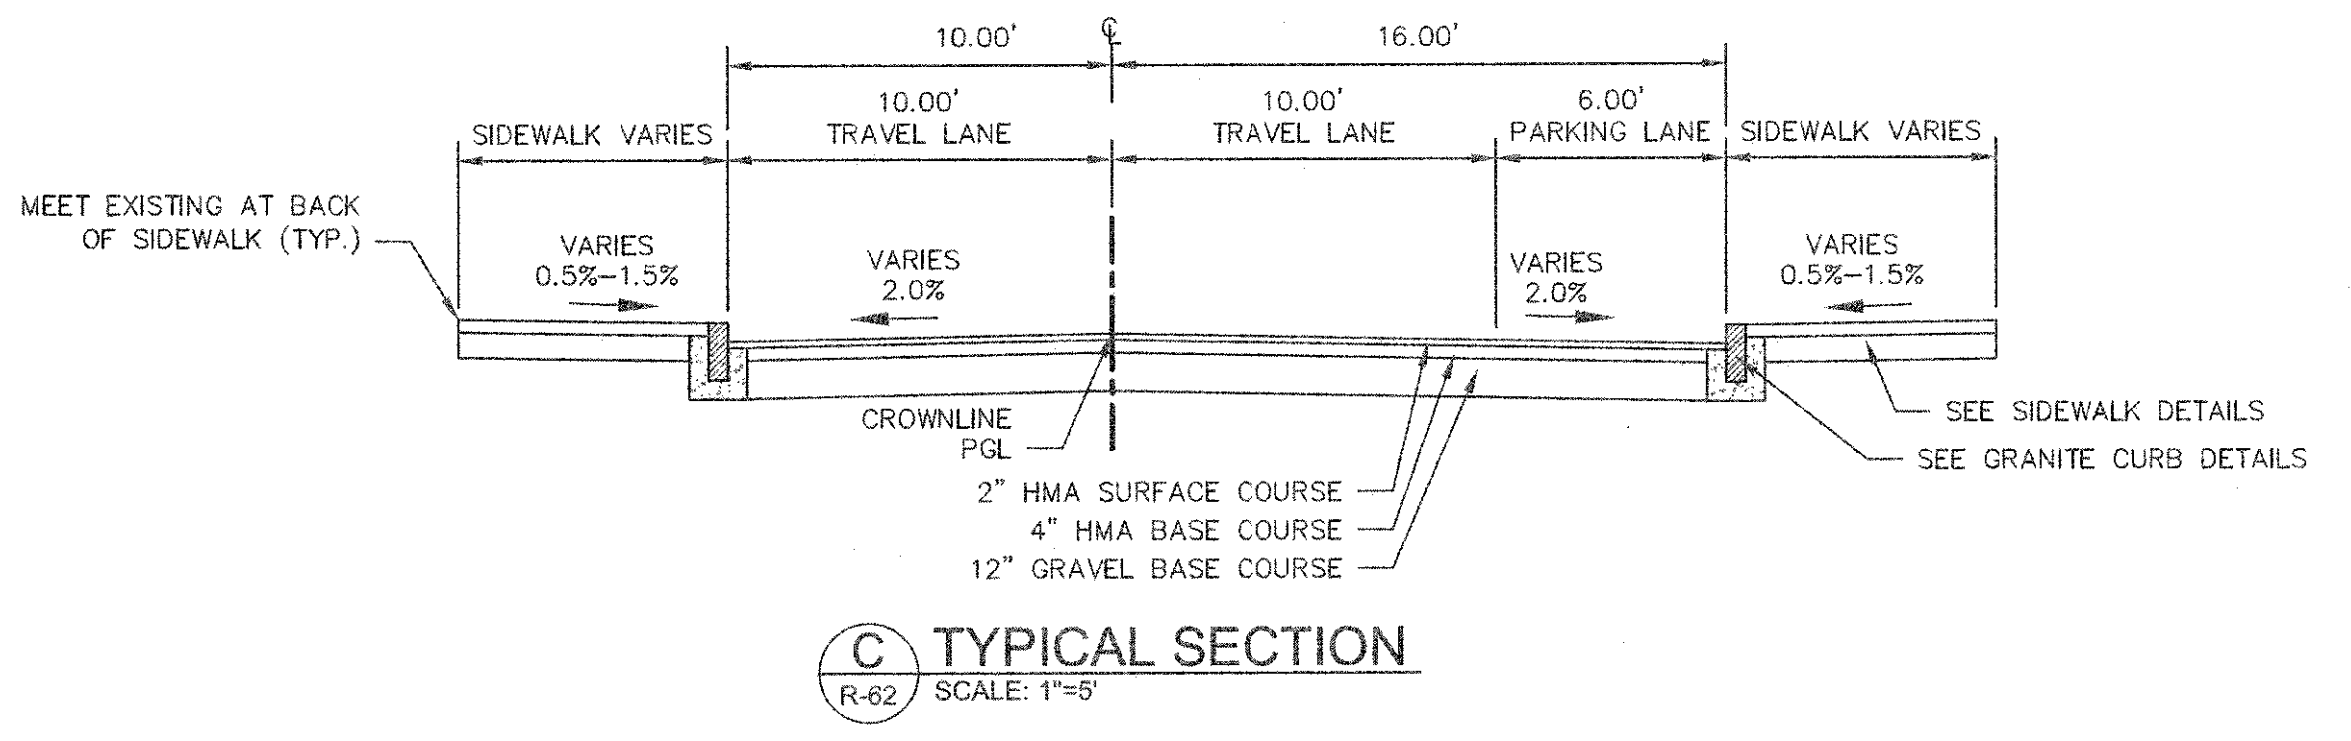 10.00'
℄
16.00'
10.00'
10.00'
6.00'
SIDEWALK VARIES
TRAVEL LANE
TRAVEL LANE
PARKING LANE
SIDEWALK VARIES
MEET EXISTING AT BACK
OF SIDEWALK (TYP.)
VARIES
0.5%-1.5%
VARIES
2.0%
VARIES
2.0%
VARIES
0.5%-1.5%
CROWNLINE
PGL
SEE SIDEWALK DETAILS
SEE GRANITE CURB DETAILS
2" HMA SURFACE COURSE
4" HMA BASE COURSE
12" GRAVEL BASE COURSE
C
R-62
TYPICAL SECTION
SCALE: 1"=5'